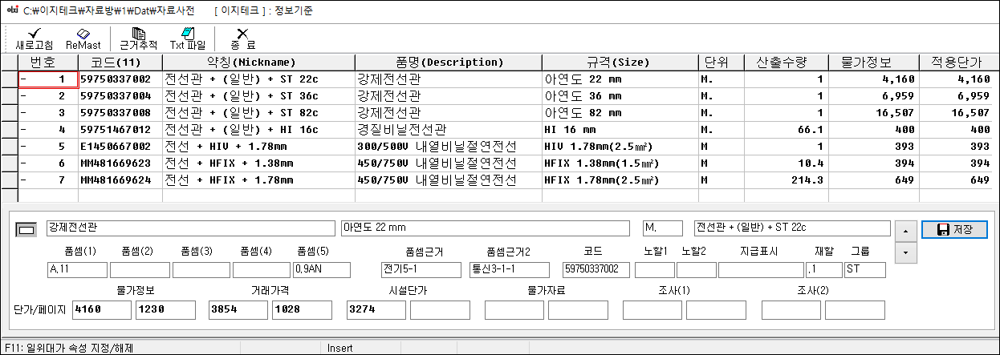 olxi C:₩이지테크₩자료방₩1₩Dat₩자료사전 [ 이지테크 ] : 정보기준
새로고침 ReMast 근거추적 Txt 파일 종 료
번호 코드(11) 약칭(Nickname) 품명(Description) 규격(Size) 단위 산출수량 물가정보 적용단가
- 1 59750337002 전선관 + (일반) + ST 22c 강제전선관 아연도 22 mm M. 1 4,160 4,160
- 2 59750337004 전선관 + (일반) + ST 36c 강제전선관 아연도 36 mm M. 1 6,959 6,959
- 3 59750337008 전선관 + (일반) + ST 82c 강제전선관 아연도 82 mm M. 1 16,507 16,507
- 4 59751467012 전선관 + (일반) + HI 16c 경질비닐전선관 HI 16 mm M. 66.1 400 400
- 5 E1450667002 전선 + HIV + 1.78mm 300/500V 내열비닐절연전선 HIV 1.78mm(2.5㎟) M 1 393 393
- 6 MM481669623 전선 + HFIX + 1.38mm 450/750V 내열비닐절연전선 HFIX 1.38mm(1.5㎟) M 10.4 394 394
- 7 MM481669624 전선 + HFIX + 1.78mm 450/750V 내열비닐절연전선 HFIX 1.78mm(2.5㎟) M 214.3 649 649
강제전선관 아연도 22 mm M. 전선관 + (일반) + ST 22c 저장
품셈(1) 품셈(2) 품셈(3) 품셈(4) 품셈(5) 품셈근거 품셈근거2 코드 노할1 노할2 지급표시 재할 그룹
A.11 0.9AN 전기5-1 통신3-1-1 59750337002 .1 ST
물가정보 거래가격 시설단가 물가자료 조사(1) 조사(2)
단가/페이지 4160 1230 3854 1028 3274
F11: 일위대가 속성 지정/해제 Insert